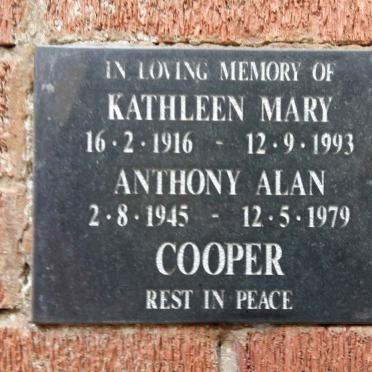 IN LOVING MEMORY OF
KATHLEEN MARY
16·2·1916 - 12·9·1993
ANTHONY ALAN
2·8·1945 - 12·5·1979
COOPER
REST IN PEACE